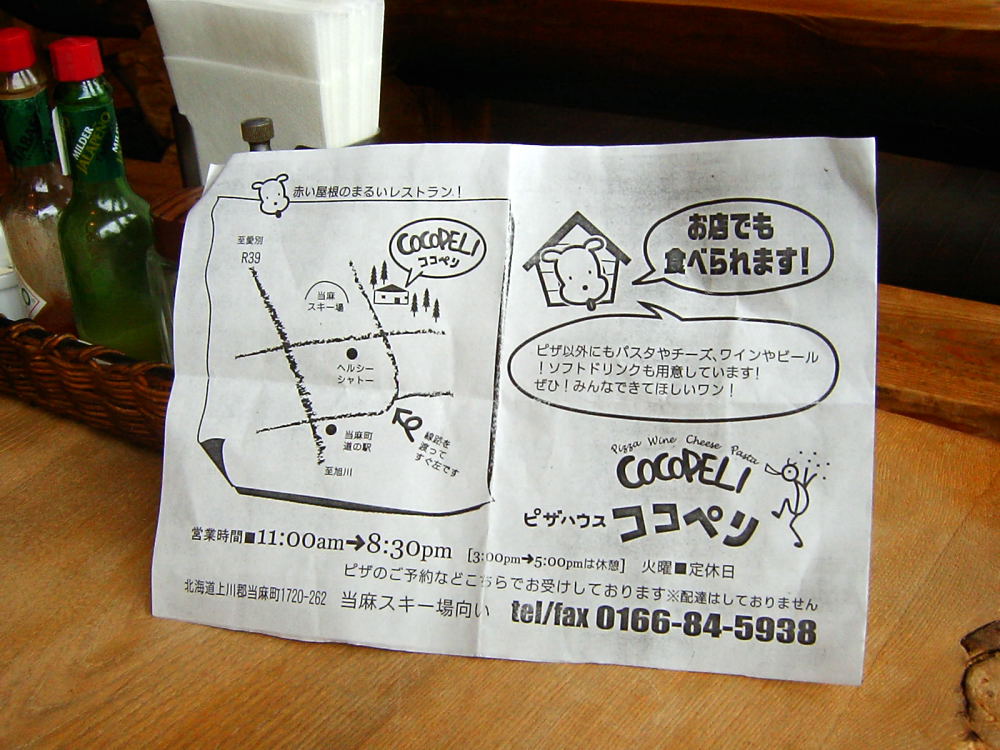 MILDER
JALAPENO
赤い屋根のまるいレストラン!
至愛別
R39
COCOPELI
ココペリ
当麻
スキー場
ヘルシー
シャトー
当麻町
道の駅
線路を
渡って
すぐ左です
至旭川
お店でも
食べられます!
ピザ以外にもパスタやチーズ、ワインやビール
!ソフトドリンクも用意しています!
ぜひ!みんなできてほしいワン!
Pizza Wine Cheese Pasta
COCOPELI
ピザハウス ココペリ
営業時間■11:00am➔8:30pm [3:00pm➔5:00pmは休憩] 火曜■定休日
ピザのご予約などこちらでお受けしております※配達はしておりません
北海道上川郡当麻町1720-262 当麻スキー場向い tel/fax 0166-84-5938